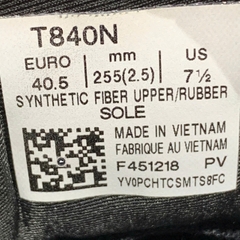 T840N
EURO mm US
40.5 255(2.5) 7½
SYNTHETIC FIBER UPPER/RUBBER
SOLE
MADE IN VIETNAM
FABRIQUE AU VIETNAM
F451218 PV
YV0PCHTCSMTS8FC